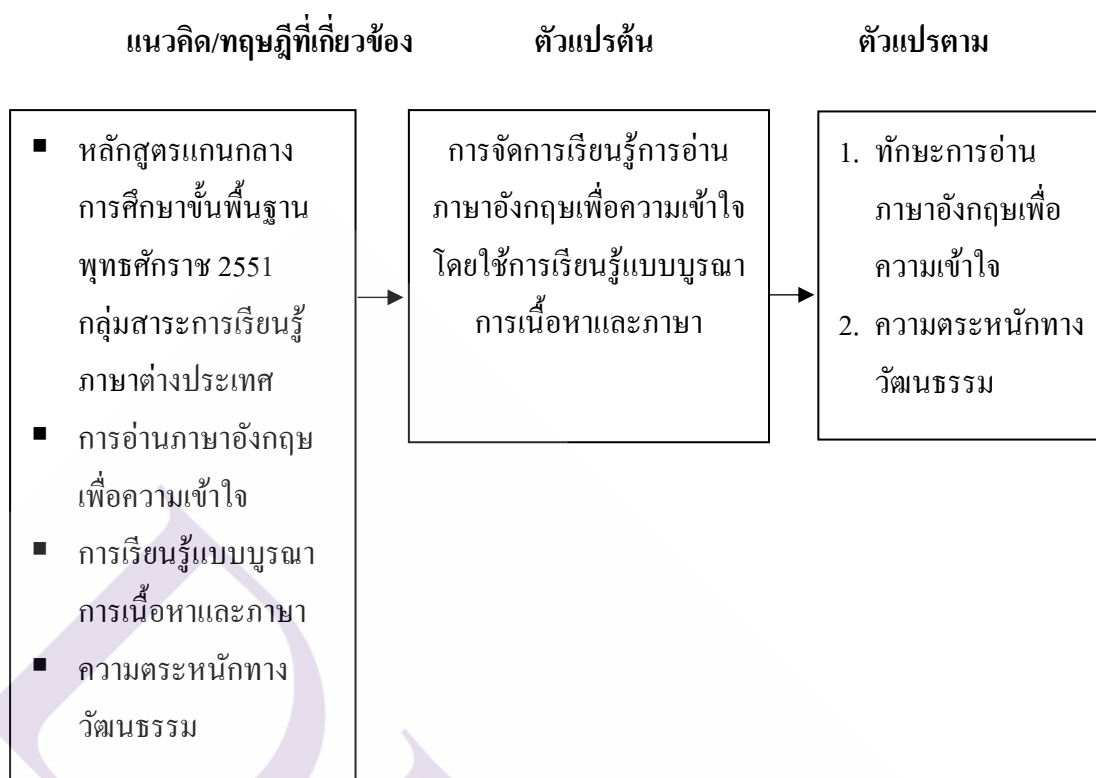 แนวคิด/ทฤษฎีที่เกี่ยวข้อง ตัวแปรต้น ตัวแปรตาม
▪ หลักสูตรแกนกลาง
การศึกษาขั้นพื้นฐาน
พุทธศักราช 2551
กลุ่มสาระการเรียนรู้
ภาษาต่างประเทศ
▪ การอ่านภาษาอังกฤษ
เพื่อความเข้าใจ
▪ การเรียนรู้แบบบูรณา
การเนื้อหาและภาษา
▪ ความตระหนักทาง
วัฒนธรรม
การจัดการเรียนรู้การอ่าน
ภาษาอังกฤษเพื่อความเข้าใจ
โดยใช้การเรียนรู้แบบบูรณา
การเนื้อหาและภาษา
1. ทักษะการอ่าน
ภาษาอังกฤษเพื่อ
ความเข้าใจ
2. ความตระหนักทาง
วัฒนธรรม